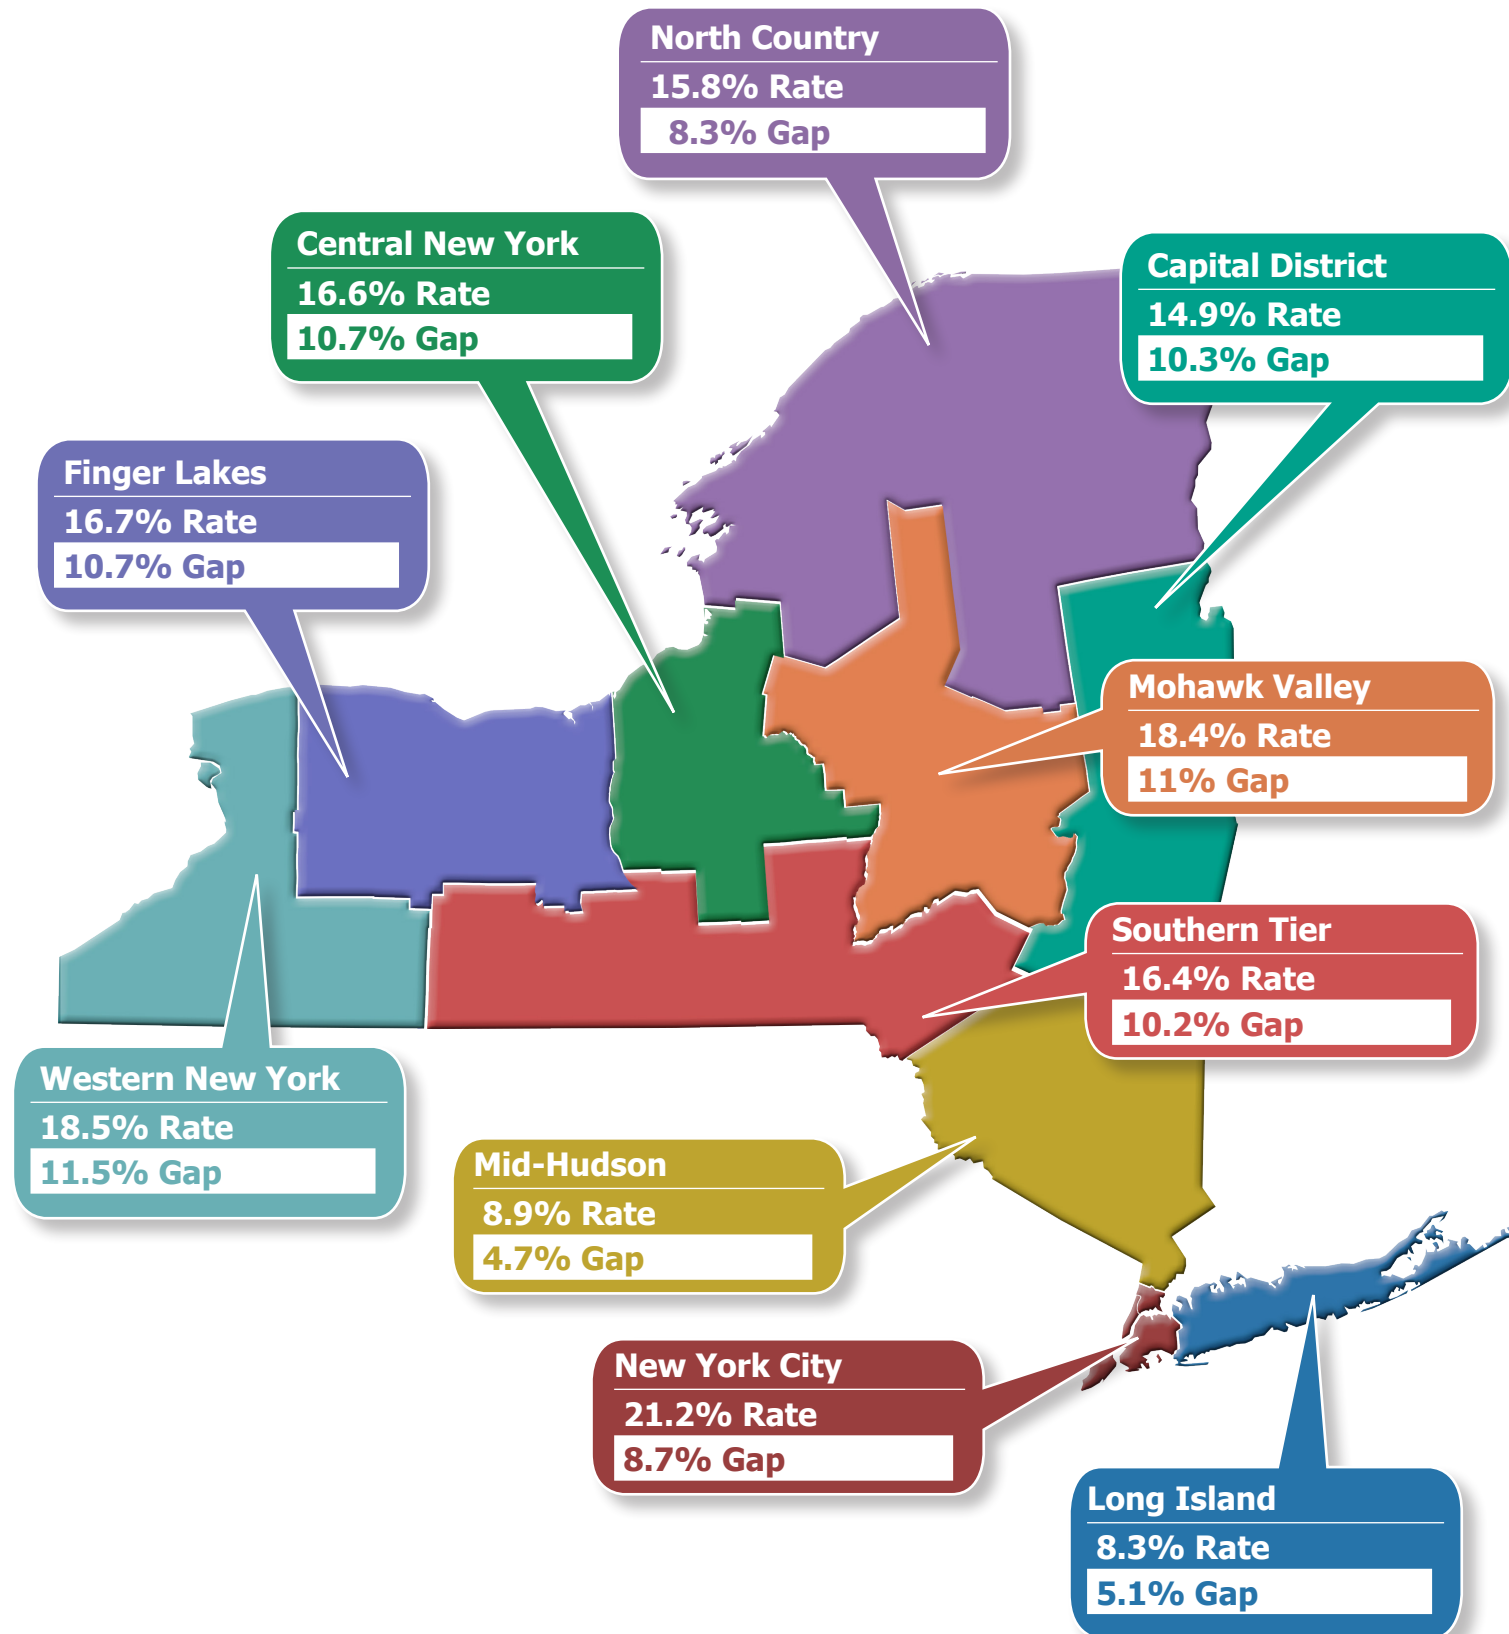 North Country
15.8% Rate
8.3% Gap
Central New York
16.6% Rate
10.7% Gap
Capital District
14.9% Rate
10.3% Gap
Finger Lakes
16.7% Rate
10.7% Gap
Mohawk Valley
18.4% Rate
11% Gap
Southern Tier
16.4% Rate
10.2% Gap
Western New York
18.5% Rate
11.5% Gap
Mid-Hudson
8.9% Rate
4.7% Gap
New York City
21.2% Rate
8.7% Gap
Long Island
8.3% Rate
5.1% Gap